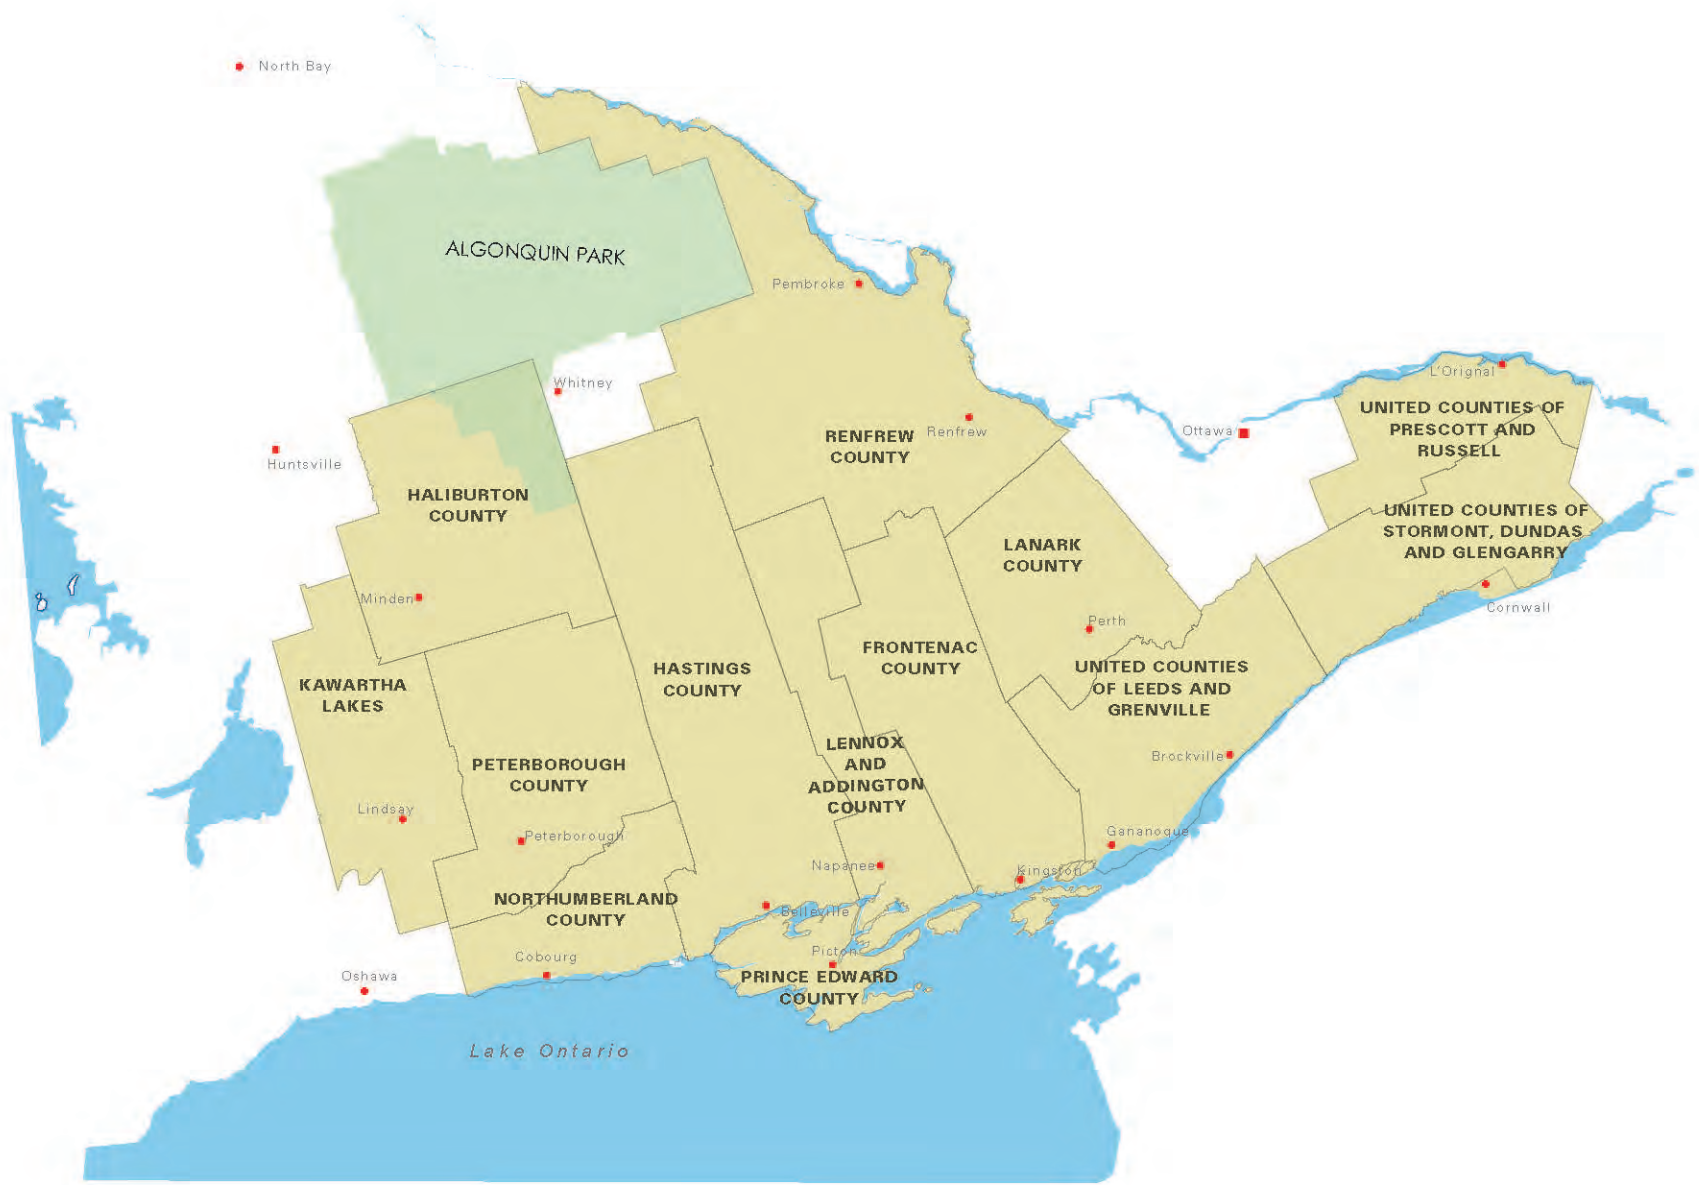 North Bay
ALGONQUIN PARK
Pembroke
L'Orignal
Whitney
UNITED COUNTIES OF
PRESCOTT AND
RUSSELL
Renfrew
RENFREW
COUNTY
Ottawa
Huntsville
HALIBURTON
COUNTY
UNITED COUNTIES OF
STORMONT, DUNDAS
AND GLENGARRY
LANARK
COUNTY
Minden
Cornwall
Perth
FRONTENAC
COUNTY
HASTINGS
COUNTY
UNITED COUNTIES
OF LEEDS AND
GRENVILLE
KAWARTHA
LAKES
LENNOX
AND
ADDINGTON
COUNTY
Brockville
PETERBOROUGH
COUNTY
Lindsay
Peterborough
Gananoque
Napanee
Kingston
NORTHUMBERLAND
COUNTY
Belleville
Picton
Cobourg
Oshawa
PRINCE EDWARD
COUNTY
Lake Ontario